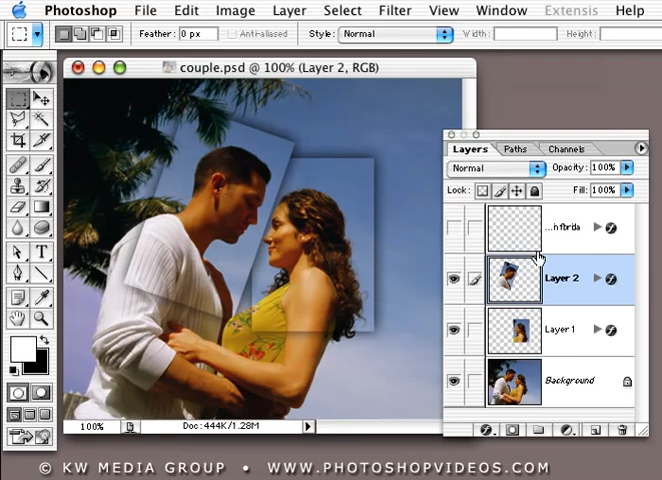 Photoshop File Edit Image Layer Select Filter View Window Extensis Help
Feather: 0 px Anti-aliased Style: Normal Width: Height:
couple.psd @ 100% (Layer 2, RGB)
Layers Paths Channels
Normal Opacity: 100%
Lock: Fill: 100%
Layer 2
Layer 1
Background
100% Doc: 444K/1.28M
© KW MEDIA GROUP • WWW.PHOTOSHOPVIDEOS.COM